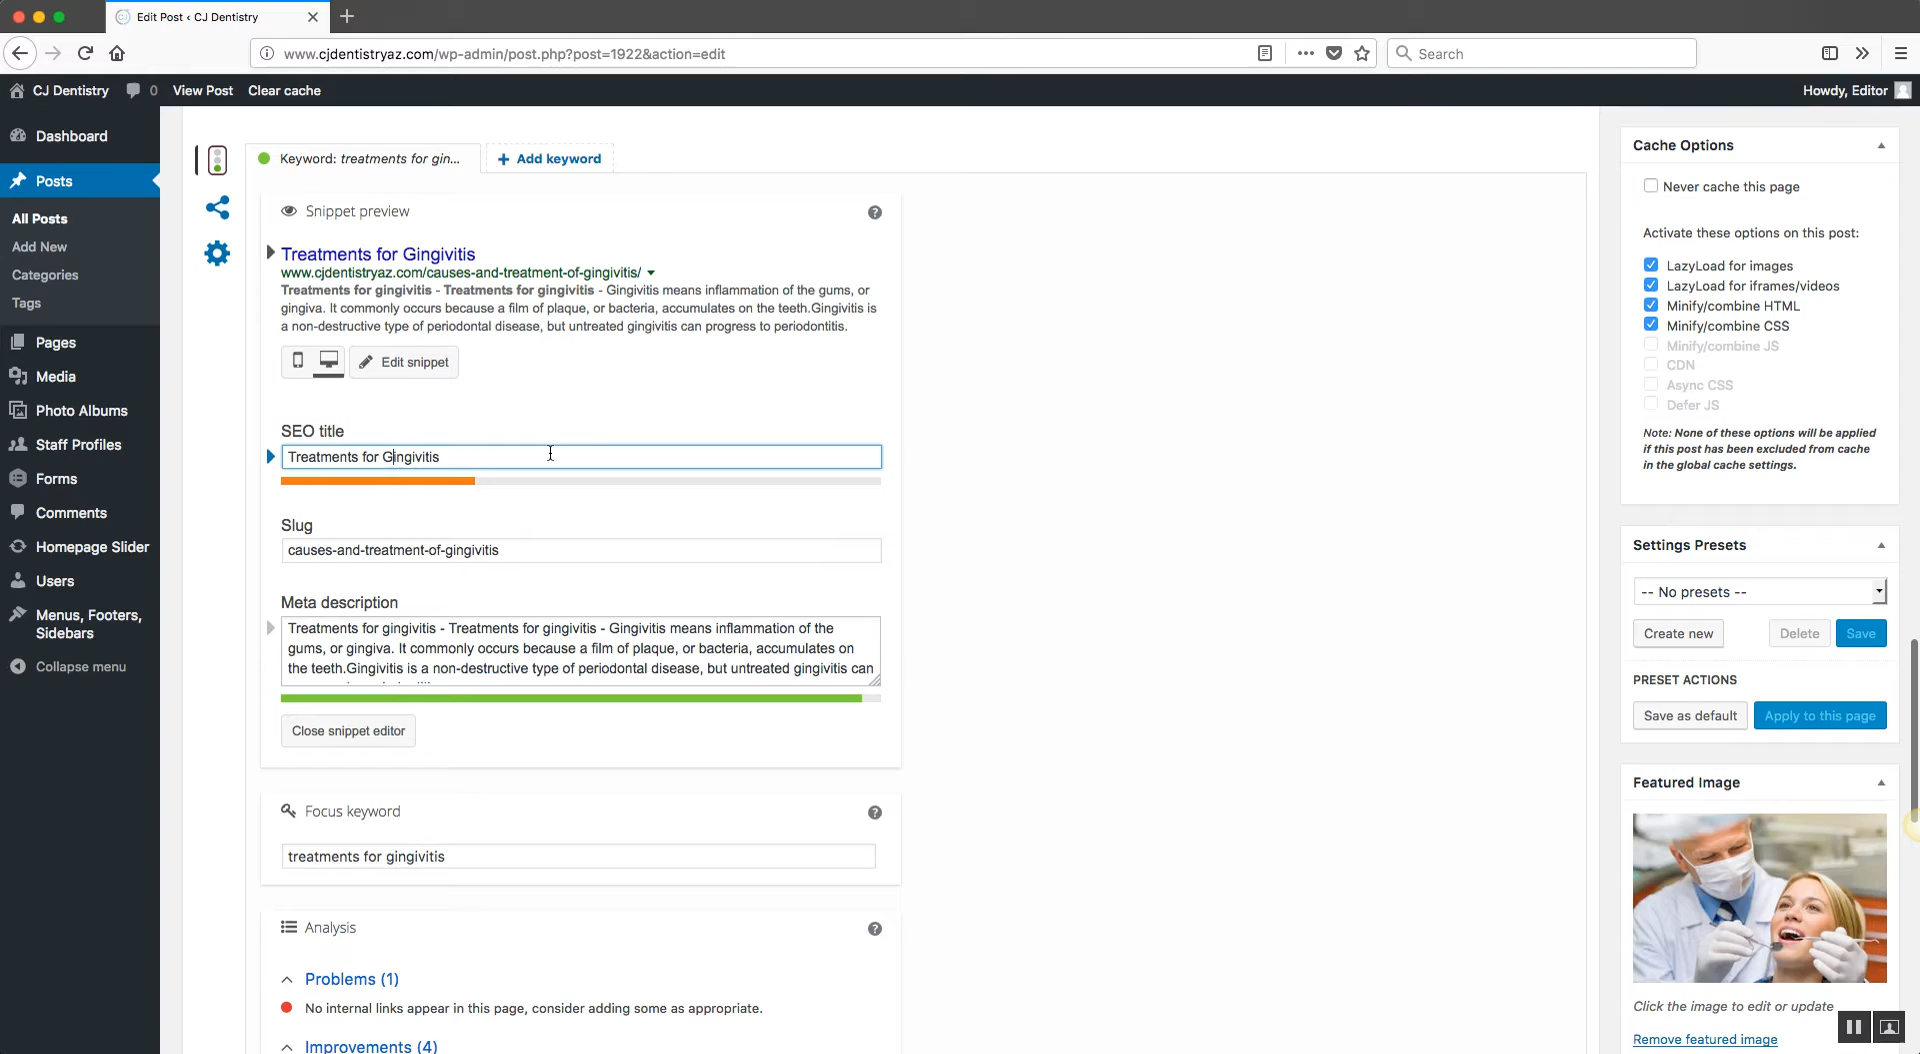 Edit Post ‹ CJ Dentistry
www.cjdentistryaz.com/wp-admin/post.php?post=1922&action=edit
Search
CJ Dentistry
0
View Post
Clear cache
Howdy, Editor
Dashboard
Posts
All Posts
Add New
Categories
Tags
Pages
Media
Photo Albums
Staff Profiles
Forms
Comments
Homepage Slider
Users
Menus, Footers,
Sidebars
Collapse menu
Keyword: treatments for gin...
+ Add keyword
Snippet preview
Treatments for Gingivitis
www.cjdentistryaz.com/causes-and-treatment-of-gingivitis/
Treatments for gingivitis - Treatments for gingivitis - Gingivitis means inflammation of the gums, or
gingiva. It commonly occurs because a film of plaque, or bacteria, accumulates on the teeth.Gingivitis is
a non-destructive type of periodontal disease, but untreated gingivitis can progress to periodontitis.
Edit snippet
SEO title
Treatments for Gingivitis
Slug
causes-and-treatment-of-gingivitis
Meta description
Treatments for gingivitis - Treatments for gingivitis - Gingivitis means inflammation of the
gums, or gingiva. It commonly occurs because a film of plaque, or bacteria, accumulates on
the teeth.Gingivitis is a non-destructive type of periodontal disease, but untreated gingivitis can
Close snippet editor
Focus keyword
treatments for gingivitis
Analysis
Problems (1)
No internal links appear in this page, consider adding some as appropriate.
Improvements (4)
Cache Options
Never cache this page
Activate these options on this post:
LazyLoad for images
LazyLoad for iframes/videos
Minify/combine HTML
Minify/combine CSS
Minify/combine JS
CDN
Async CSS
Defer JS
Note: None of these options will be applied
if this post has been excluded from cache
in the global cache settings.
Settings Presets
-- No presets --
Create new
Delete
Save
PRESET ACTIONS
Save as default
Apply to this page
Featured Image
Click the image to edit or update
Remove featured image